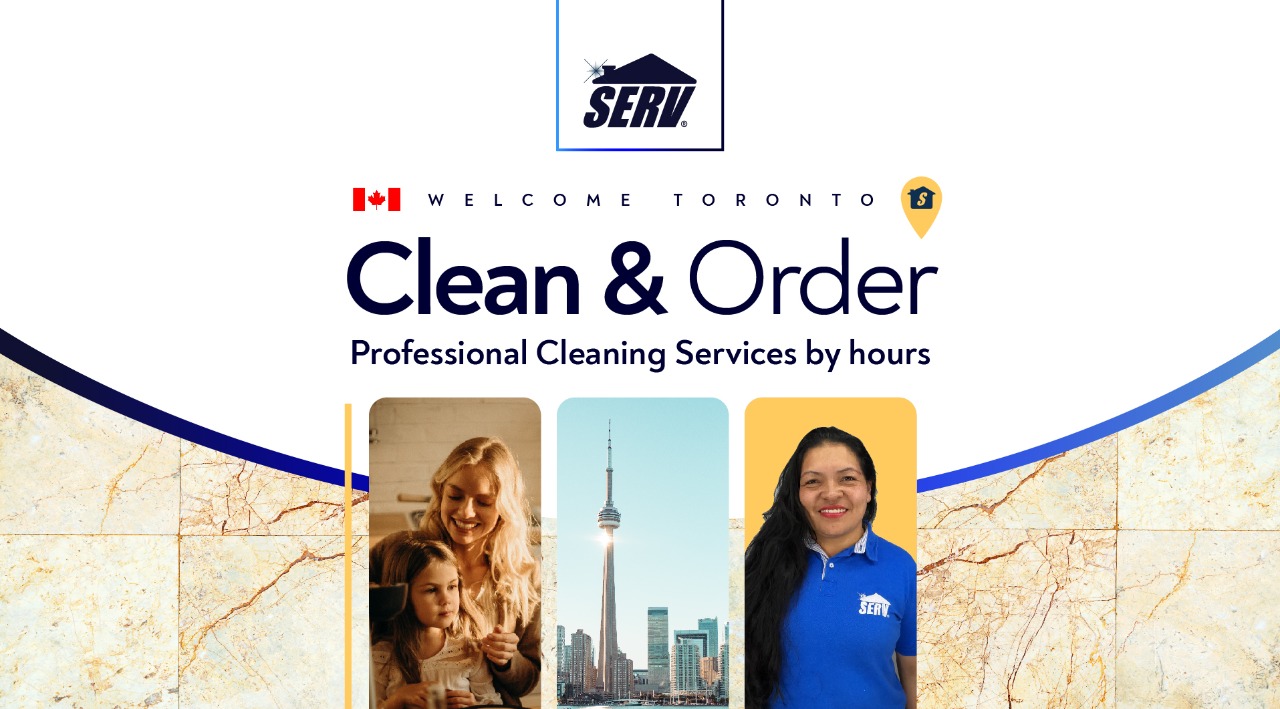 SERV®
WELCOME TORONTO
S
Clean & Order
Professional Cleaning Services by hours
SERV